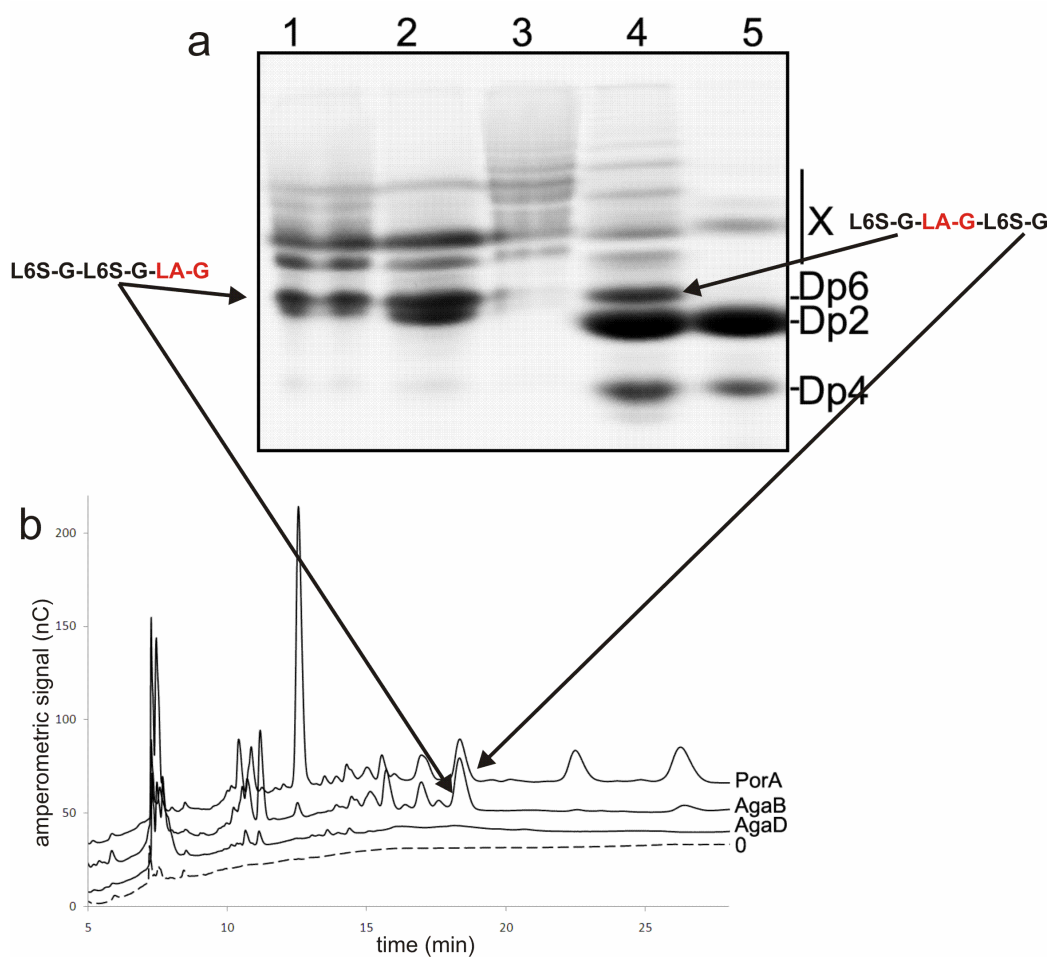 a
1 2 3 4 5
X
L6S-G-LA-G-L6S-G
L6S-G-L6S-G-LA-G
Dp6
Dp2
Dp4
b
amperometric signal (nC)
200
150
100
50
0
PorA
AgaB
AgaD
0
5 10 15 20 25
time (min)